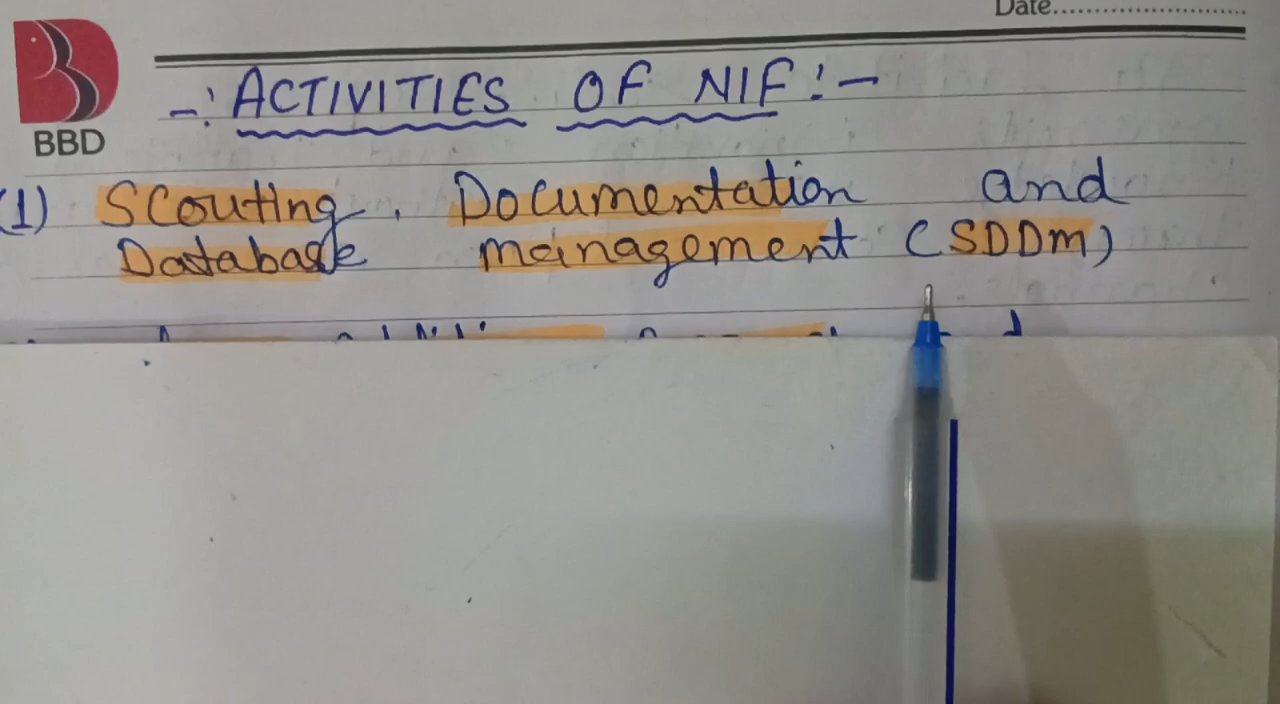 Date........................
BBD
-: ACTIVITIES OF NIF:-
(1) Scouting, Documentation and
Database management (SDDM)